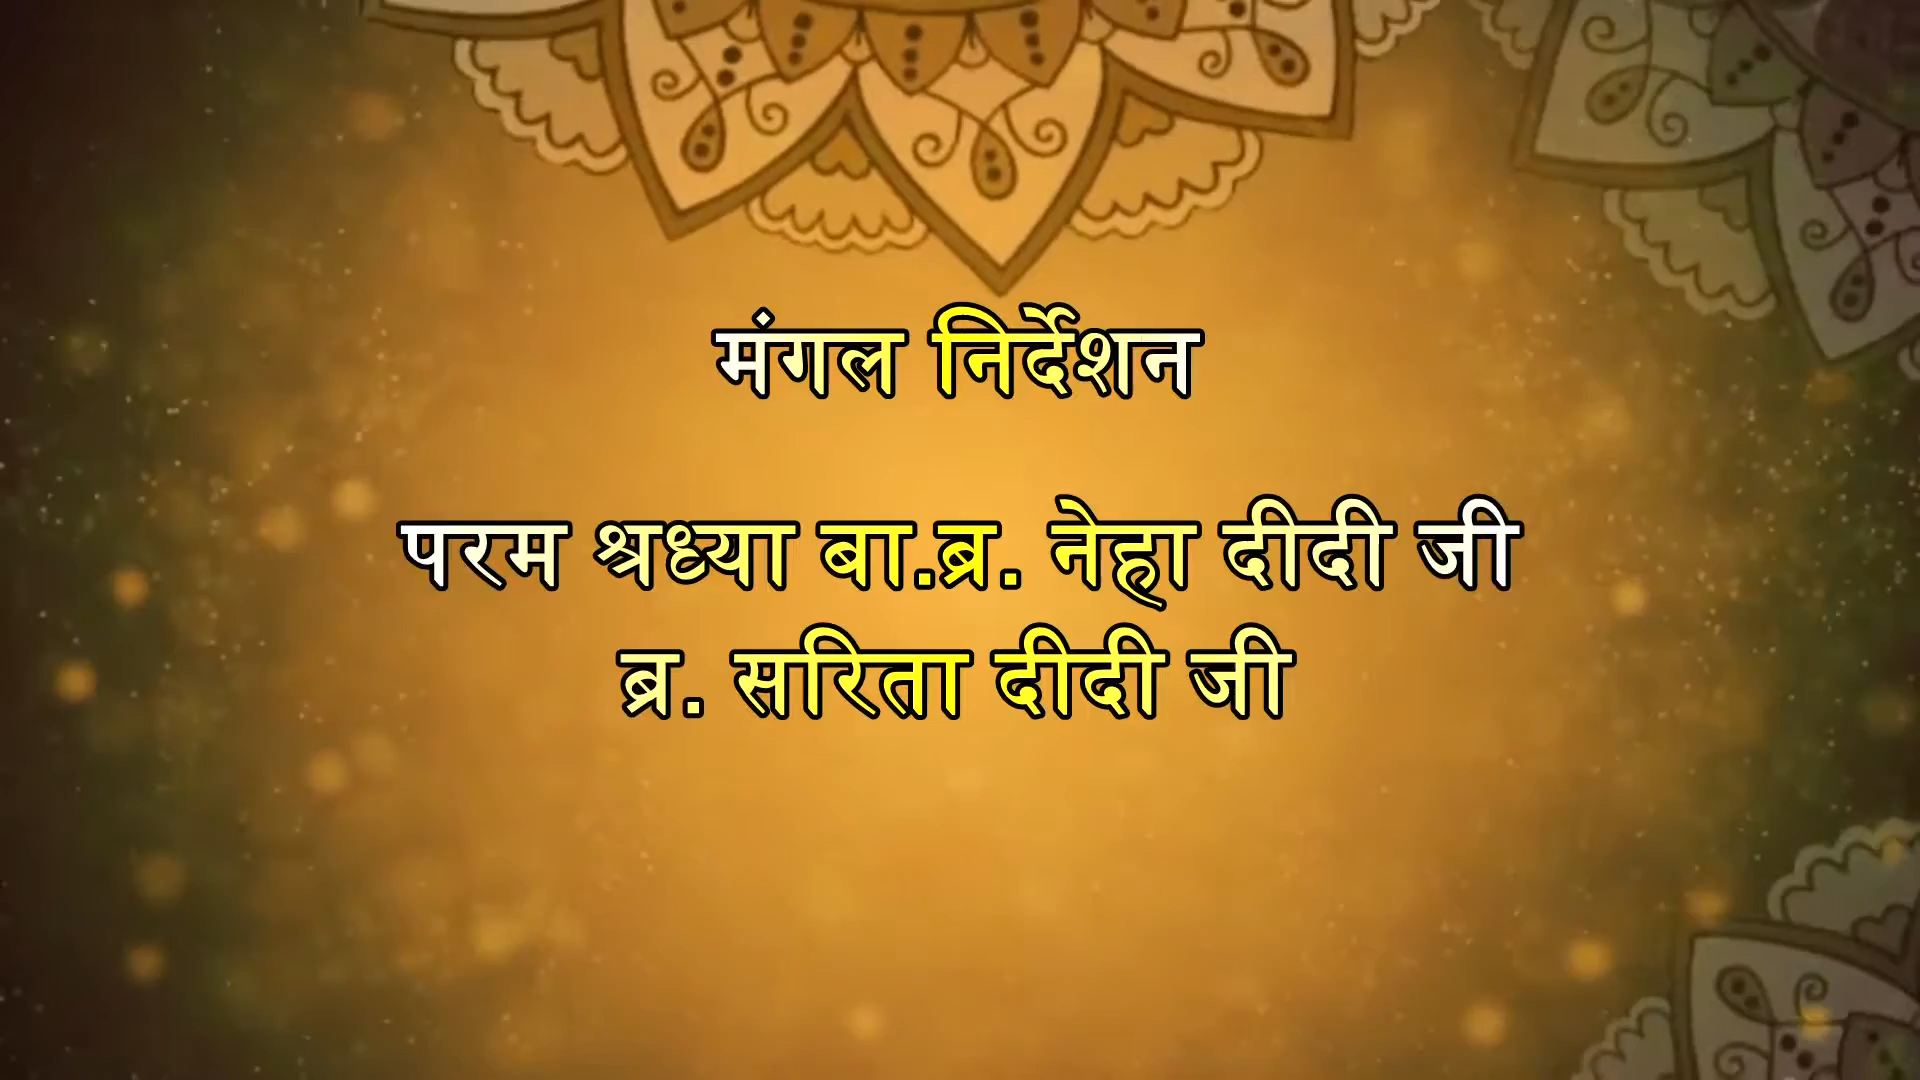 मंगल निर्देशन
परम श्रध्या बा.ब्र. नेहा दीदी जी
ब्र. सरिता दीदी जी